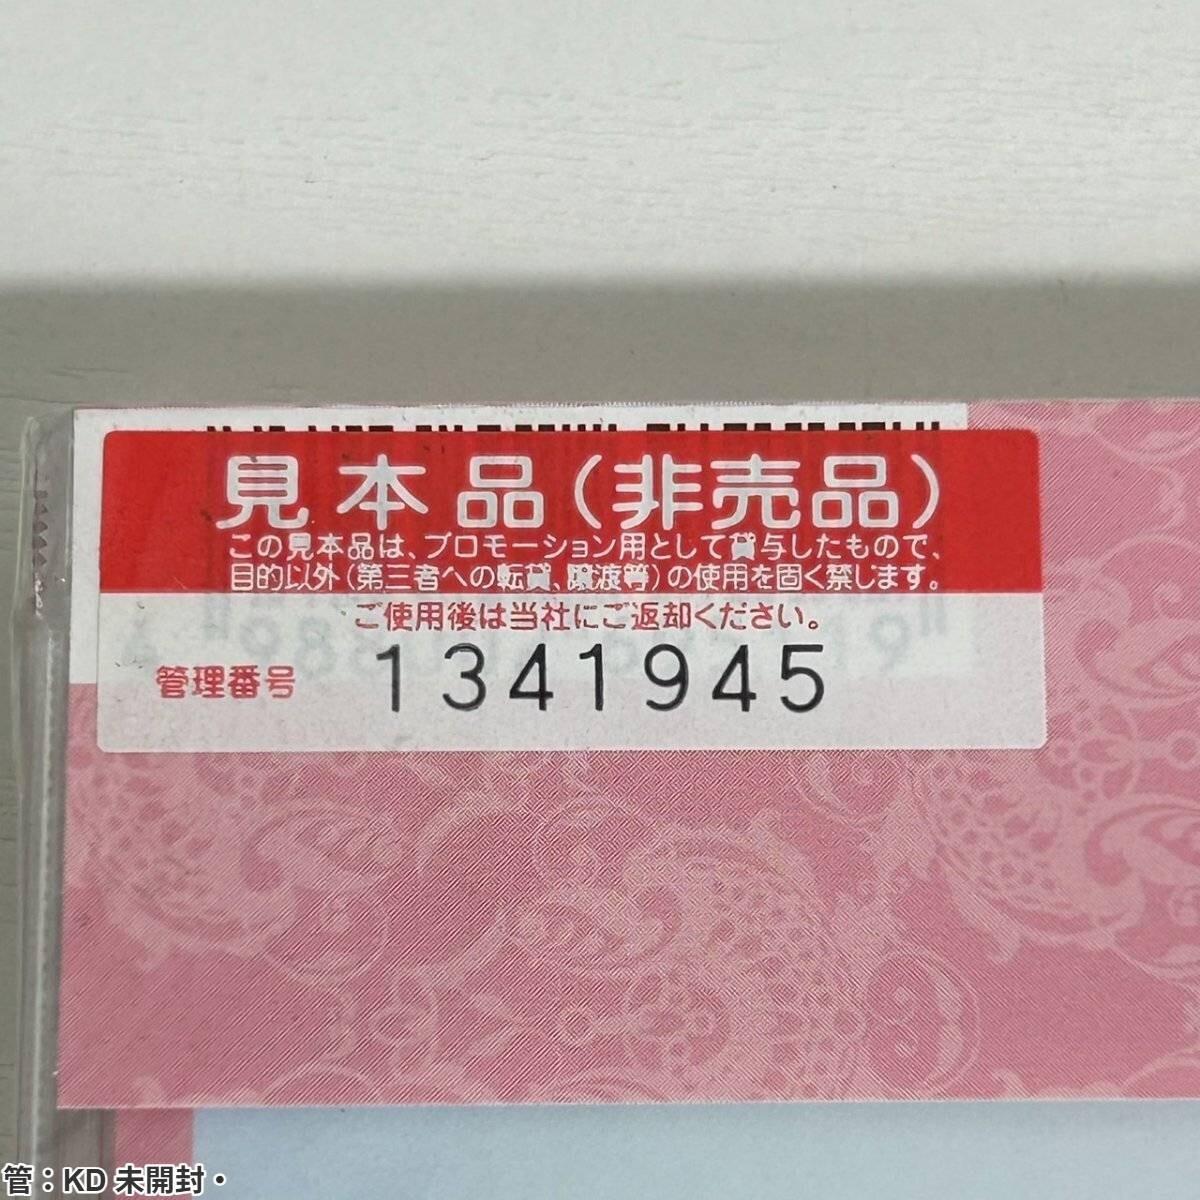 見本品(非売品)
この見本品は、プロモーション用として貸与したもので、
目的以外(第三者への転貸、譲渡等)の使用を固く禁じます。
ご使用後は当社にご返却ください。
管理番号 1341945
管:KD 未開封・